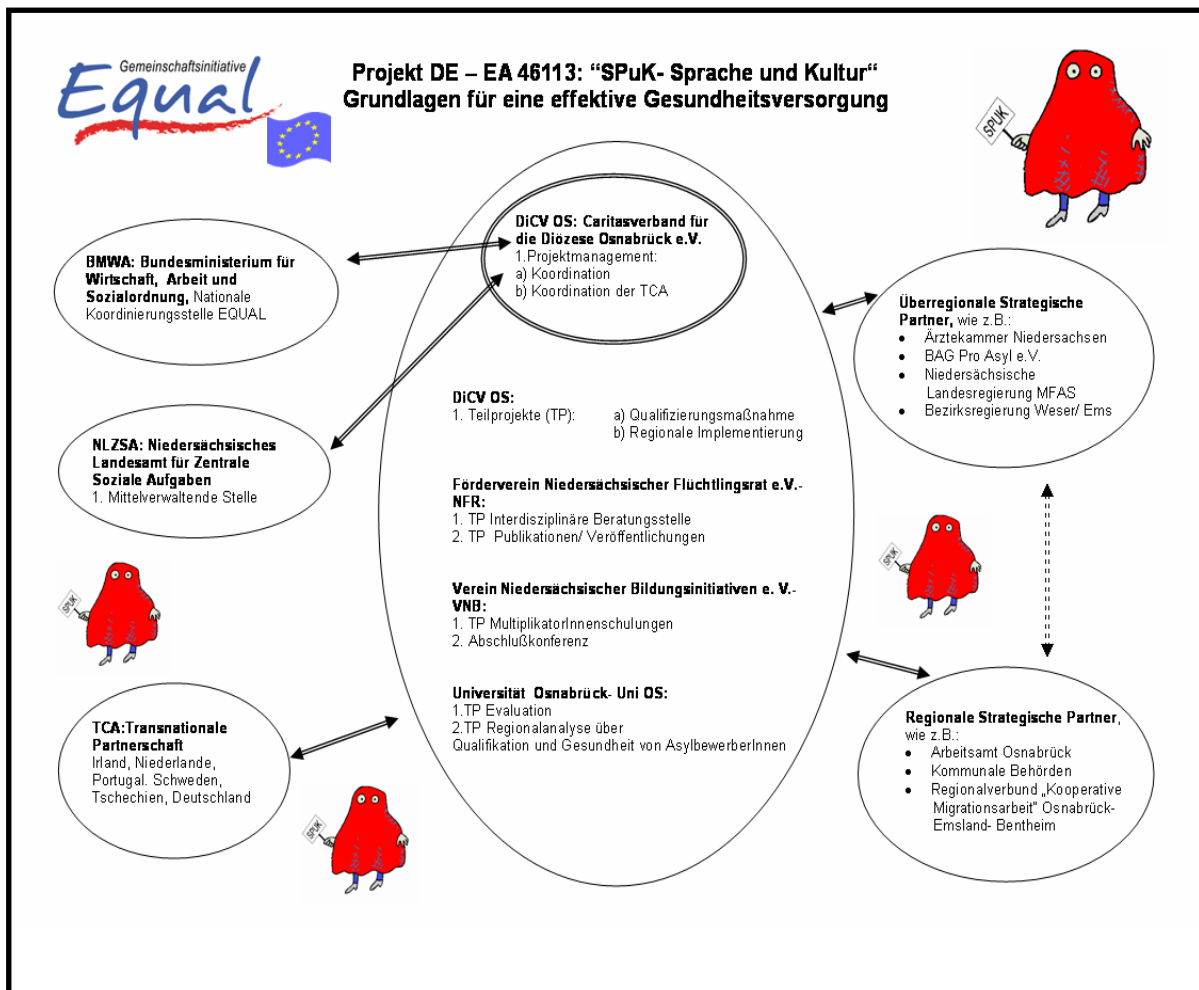 Gemeinschaftsinitiative
Equal
Projekt DE – EA 46113: “SPuK- Sprache und Kultur“
Grundlagen für eine effektive Gesundheitsversorgung
SPUK
DiCV OS: Caritasverband für
die Diözese Osnabrück e.V.
1.Projektmanagement:
a) Koordination
b) Koordination der TCA
BMWA: Bundesministerium für
Wirtschaft, Arbeit und
Sozialordnung, Nationale
Koordinierungsstelle EQUAL
Überregionale Strategische
Partner, wie z.B.:
• Ärztekammer Niedersachsen
• BAG Pro Asyl e.V.
• Niedersächsische
Landesregierung MFAS
• Bezirksregierung Weser/ Ems
NLZSA: Niedersächsisches
Landesamt für Zentrale
Soziale Aufgaben
1. Mittelverwaltende Stelle
DiCV OS:
1. Teilprojekte (TP): a) Qualifizierungsmaßnahme
b) Regionale Implementierung
Förderverein Niedersächsischer Flüchtlingsrat e.V.-
NFR:
1. TP Interdisziplinäre Beratungsstelle
2. TP Publikationen/ Veröffentlichungen
SPUK
SPUK
Verein Niedersächsischer Bildungsinitiativen e. V.-
VNB:
1. TP MultiplikatorInnenschulungen
2. Abschlußkonferenz
Universität Osnabrück- Uni OS:
1.TP Evaluation
2.TP Regionalanalyse über
Qualifikation und Gesundheit von AsylbewerberInnen
TCA:Transnationale
Partnerschaft
Irland, Niederlande,
Portugal. Schweden,
Tschechien, Deutschland
SPUK
Regionale Strategische Partner,
wie z.B.:
• Arbeitsamt Osnabrück
• Kommunale Behörden
• Regionalverbund „Kooperative
Migrationsarbeit“ Osnabrück-
Emsland- Bentheim